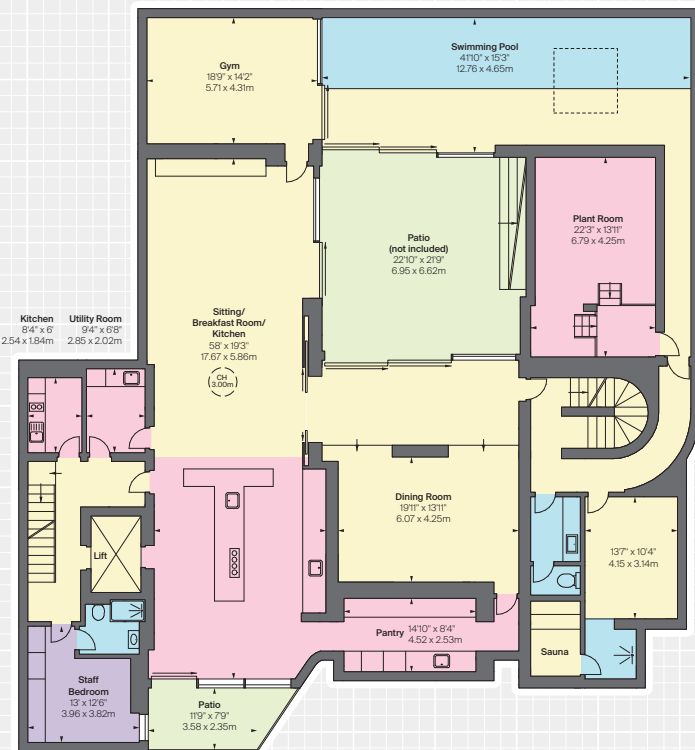 Swimming Pool
41'10" x 15'3"
12.76 x 4.65m
Gym
18'9" x 14'2"
5.71 x 4.31m
Plant Room
22'3" x 13'11"
6.79 x 4.25m
Patio
(not included)
22'10" x 21'9"
6.95 x 6.62m
Kitchen
8'4" x 6'
2.54 x 1.84m
Utility Room
9'4" x 6'8"
2.85 x 2.02m
Sitting/
Breakfast Room/
Kitchen
58' x 19'3"
17.67 x 5.86m
CH
3.00m
Dining Room
19'11" x 13'11"
6.07 x 4.25m
13'7" x 10'4"
4.15 x 3.14m
Lift
Pantry
14'10" x 8'4"
4.52 x 2.53m
Sauna
Staff
Bedroom
13' x 12'6"
3.96 x 3.82m
Patio
11'9" x 7'9"
3.58 x 2.35m